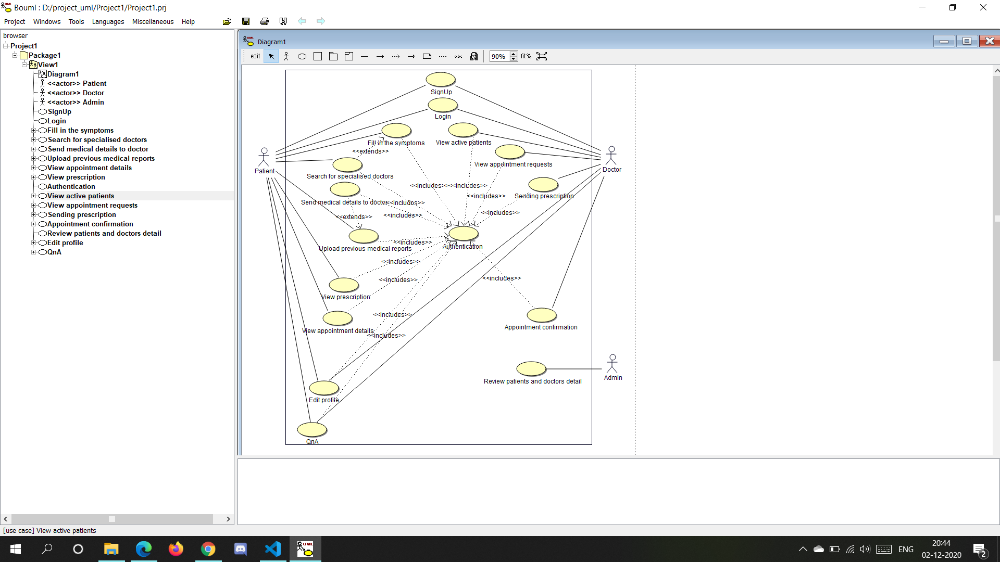 Bouml : D:/project_uml/Project1/Project1.prj
Project Windows Tools Languages Miscellaneous Help
browser
Project1
Package1
View1
Diagram1
<<actor>> Patient
<<actor>> Doctor
<<actor>> Admin
SignUp
Login
Fill in the symptoms
Search for specialised doctors
Send medical details to doctor
Upload previous medical reports
View appointment details
View prescription
Authentication
View active patients
View appointment requests
Sending prescription
Appointment confirmation
Review patients and doctors detail
Edit profile
QnA
UML
Diagram1
edit abc 90% fit%
SignUp
Login
Fill in the symptoms
View active patients
<<extends>>
View appointment requests
Patient
Doctor
Search for specialised doctors
<<includes>>
<<includes>>
<<includes>>
Sending prescription
Send medical details to doctor
<<includes>>
<<includes>>
<<includes>>
<<extends>>
Upload previous medical reports
<<includes>>
Authentication
<<includes>>
<<includes>>
<<includes>>
View prescription
<<includes>>
View appointment details
<<includes>>
Appointment confirmation
Review patients and doctors detail
Admin
Edit profile
QnA
[use case] View active patients
UML
ENG
20:44
02-12-2020
2